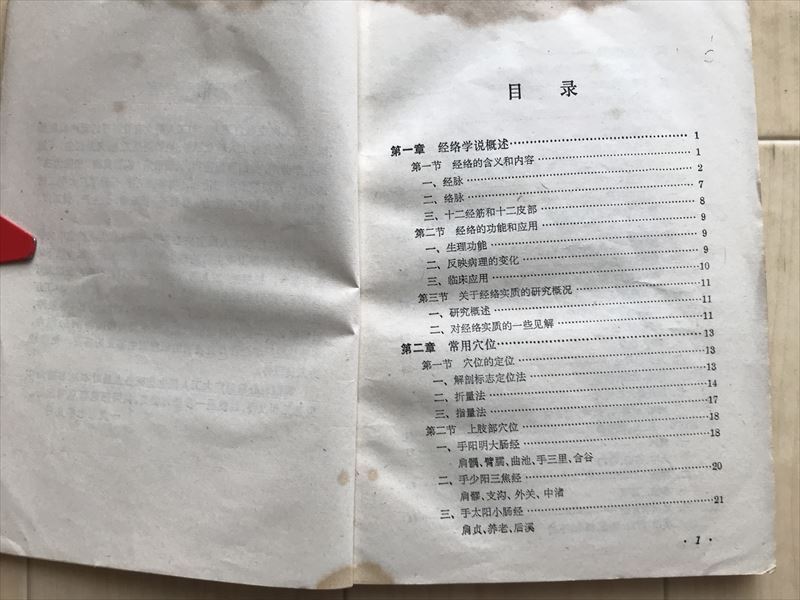 目 录
第一章 经络学说概述…………………………1
第一节 经络的含义和内容…………………………1
一、经脉…………………………2
二、络脉…………………………7
三、十二经筋和十二皮部…………………………8
第二节 经络的功能和应用…………………………9
一、生理功能…………………………9
二、反映病理的变化…………………………9
三、临床应用…………………………10
第三节 关于经络实质的研究概况…………………………11
一、研究概述…………………………11
二、对经络实质的一些见解…………………………11
第二章 常用穴位…………………………13
第一节 穴位的定位…………………………13
一、解剖标志定位法…………………………13
二、折量法…………………………14
三、指量法…………………………17
第二节 上肢部穴位…………………………18
一、手阳明大肠经…………………………18
肩髃、臂臑、曲池、手三里、合谷
二、手少阳三焦经…………………………20
肩髎、支沟、外关、中渚
三、手太阳小肠经…………………………21
肩贞、养老、后溪
· 1 ·